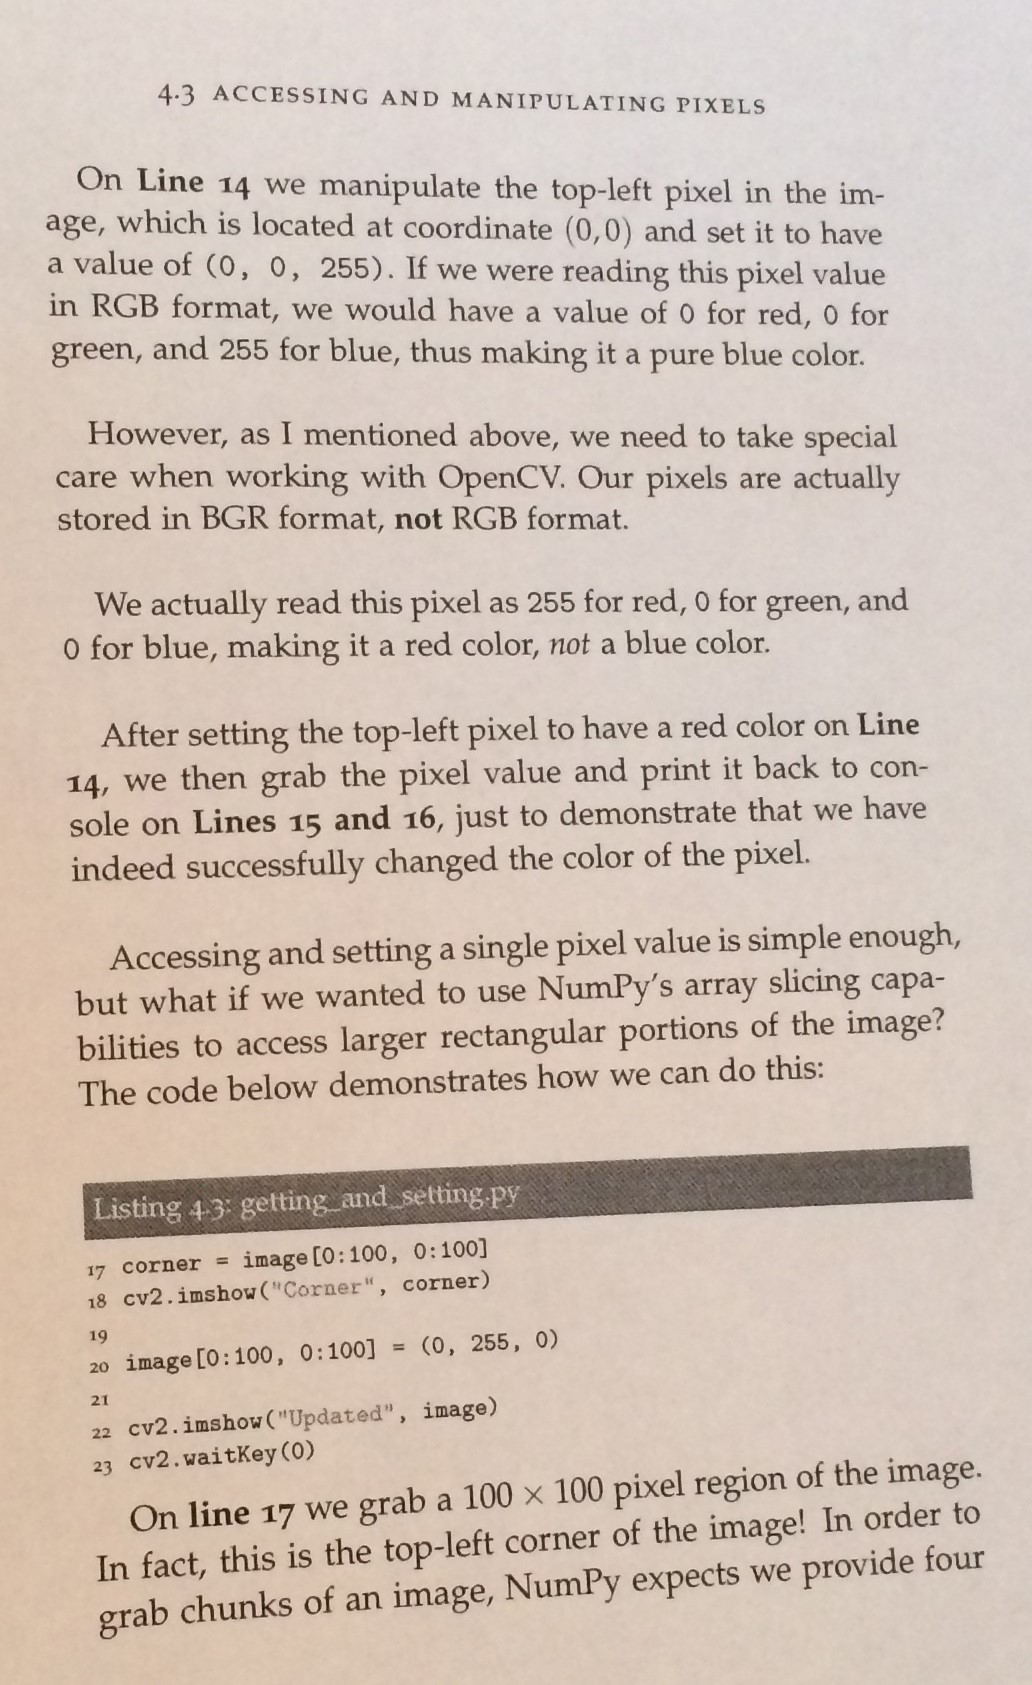 4.3 ACCESSING AND MANIPULATING PIXELS
On Line 14 we manipulate the top-left pixel in the im-
age, which is located at coordinate (0,0) and set it to have
a value of (0, 0, 255). If we were reading this pixel value
in RGB format, we would have a value of 0 for red, 0 for
green, and 255 for blue, thus making it a pure blue color.
However, as I mentioned above, we need to take special
care when working with OpenCV. Our pixels are actually
stored in BGR format, not RGB format.
We actually read this pixel as 255 for red, 0 for green, and
0 for blue, making it a red color, not a blue color.
After setting the top-left pixel to have a red color on Line
14, we then grab the pixel value and print it back to con-
sole on Lines 15 and 16, just to demonstrate that we have
indeed successfully changed the color of the pixel.
Accessing and setting a single pixel value is simple enough,
but what if we wanted to use NumPy's array slicing capa-
bilities to access larger rectangular portions of the image?
The code below demonstrates how we can do this:
Listing 4.3: getting_and_setting.py
17 corner = image[0:100, 0:100]
18 cv2.imshow("Corner", corner)
19
20 image[0:100, 0:100] = (0, 255, 0)
21
22 cv2.imshow("Updated", image)
23 cv2.waitKey(0)
On line 17 we grab a 100 × 100 pixel region of the image.
In fact, this is the top-left corner of the image! In order to
grab chunks of an image, NumPy expects we provide four